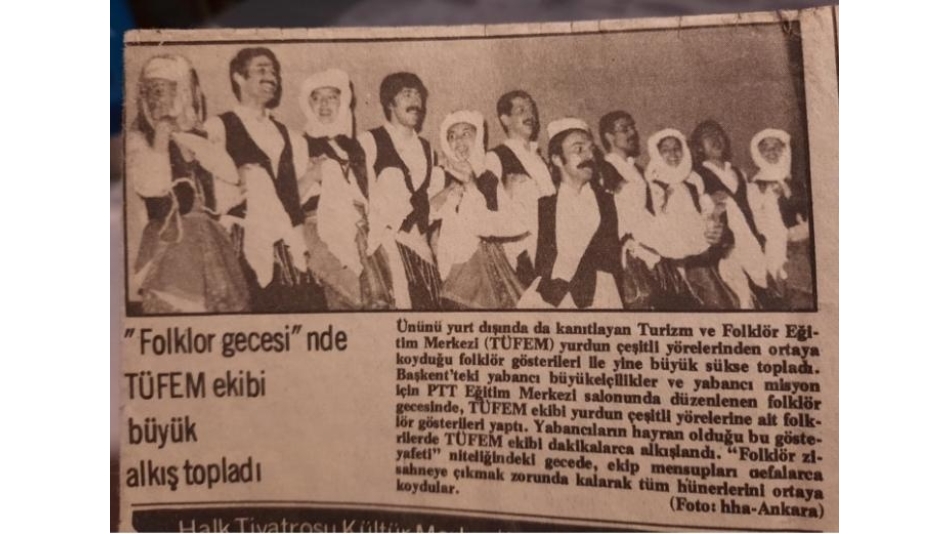 "Folklor gecesi"nde
TÜFEM ekibi
büyük
alkış topladı
Ününü yurt dışında da kanıtlayan Turizm ve Folklör Eği-
tim Merkezi (TÜFEM) yurdun çeşitli yörelerinden ortaya
koyduğu folklör gösterileri ile yine büyük sükse topladı.
Başkent'teki yabancı büyükelçilikler ve yabancı misyon
için PTT Eğitim Merkezi salonunda düzenlenen folklör
gecesinde, TÜFEM ekibi yurdun çeşitli yörelerine ait folk-
lör gösterileri yaptı. Yabancıların hayran olduğu bu göste-
rilerde TÜFEM ekibi dakikalarca alkışlandı. "Folklör zi-
yafeti" niteliğindeki gecede, ekip mensupları defalarca
sahneye çıkmak zorunda kalarak tüm hünerlerini ortaya
koydular.
(Foto: hha-Ankara)
Halk Tiyatrosu Kültür